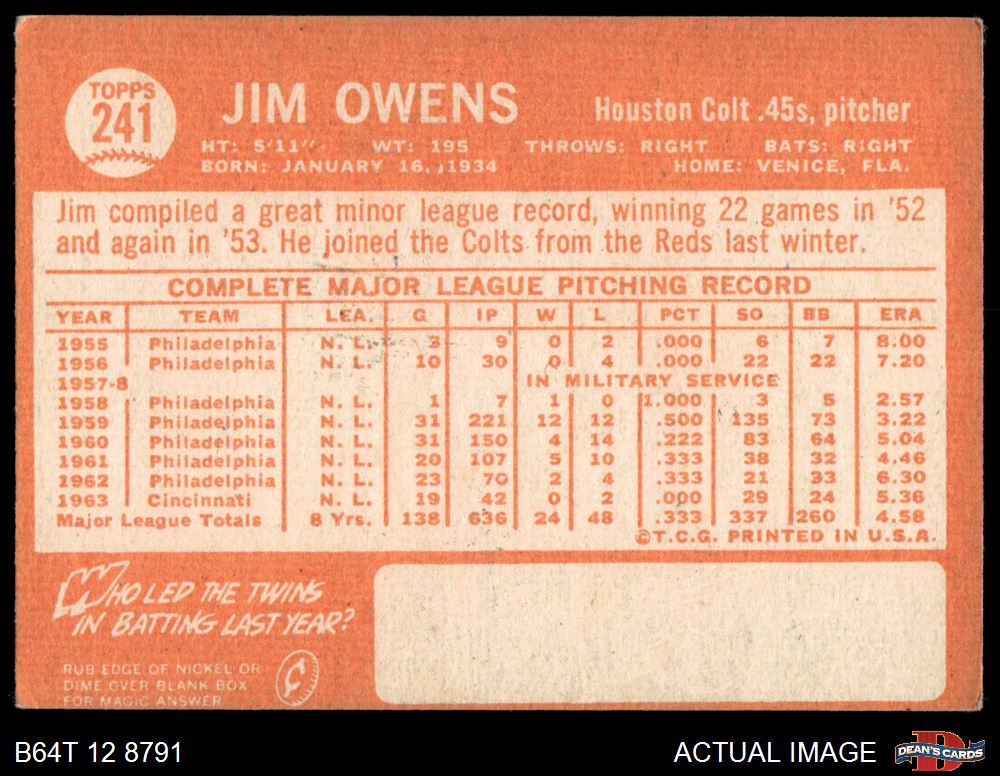 TOPPS
241
JIM OWENS
Houston Colt .45s, pitcher
HT: 5'11" WT: 195 THROWS: RIGHT BATS: RIGHT
BORN: JANUARY 16, 1934 HOME: VENICE, FLA.
Jim compiled a great minor league record, winning 22 games in '52
and again in '53. He joined the Colts from the Reds last winter.
COMPLETE MAJOR LEAGUE PITCHING RECORD
YEAR TEAM LEA. G IP W L PCT SO BB ERA
1955 Philadelphia N. L. 3 9 0 2 .000 6 7 8.00
1956 Philadelphia N. L. 10 30 0 4 .000 22 22 7.20
1957-8 IN MILITARY SERVICE
1958 Philadelphia N. L. 1 7 1 0 1.000 3 5 2.57
1959 Philadelphia N. L. 31 221 12 12 .500 135 73 3.22
1960 Philadelphia N. L. 31 150 4 14 .222 83 64 5.04
1961 Philadelphia N. L. 20 107 5 10 .333 38 32 4.46
1962 Philadelphia N. L. 23 70 2 4 .333 21 33 6.30
1963 Cincinnati N. L. 19 42 0 2 .000 29 24 5.36
Major League Totals 8 Yrs. 138 636 24 48 .333 337 260 4.58
©T.C.G. PRINTED IN U.S.A.
WHO LED THE TWINS
IN BATTING LAST YEAR?
RUB EDGE OF NICKEL OR
DIME OVER BLANK BOX
FOR MAGIC ANSWER
¢
B64T 12 8791
ACTUAL IMAGE
DEAN'S CARDS